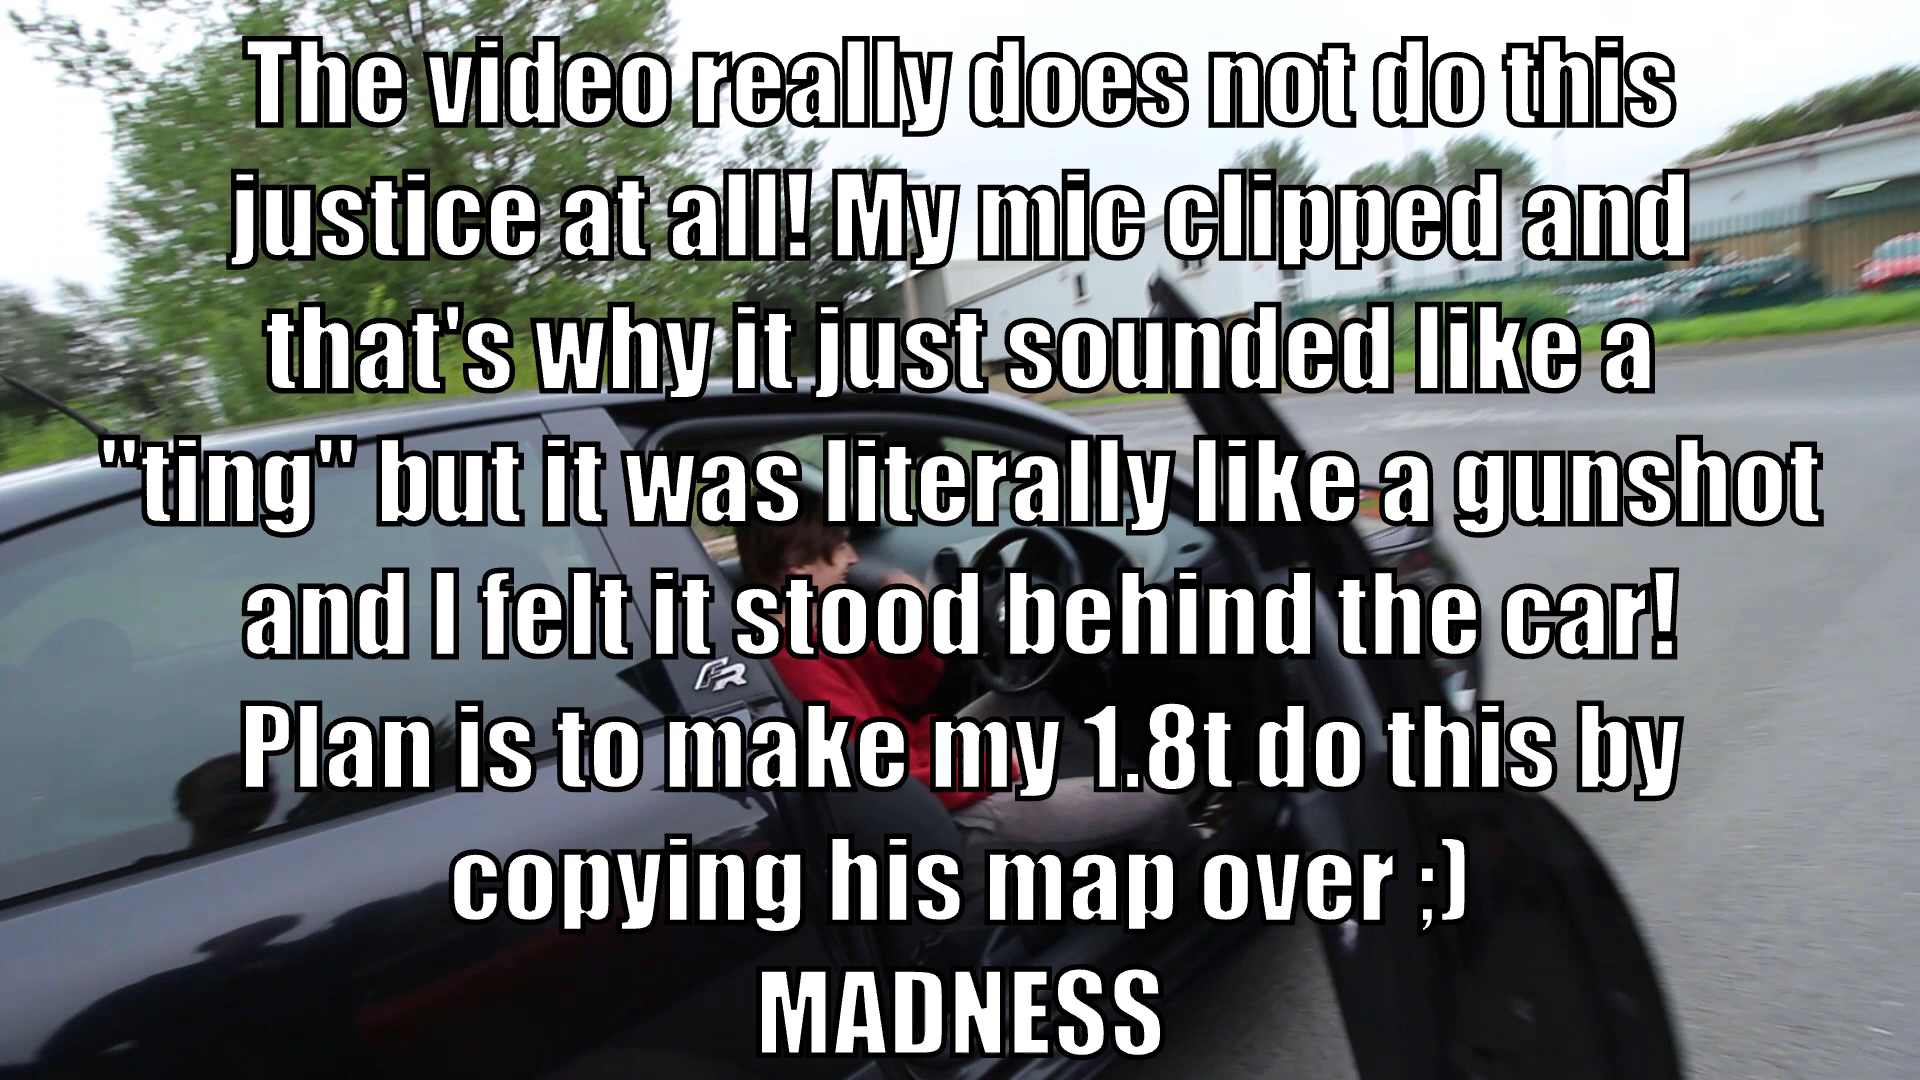 The video really does not do this
justice at all! My mic clipped and
that's why it just sounded like a
"ting" but it was literally like a gunshot
and I felt it stood behind the car!
FR
Plan is to make my 1.8t do this by
copying his map over ;)
MADNESS